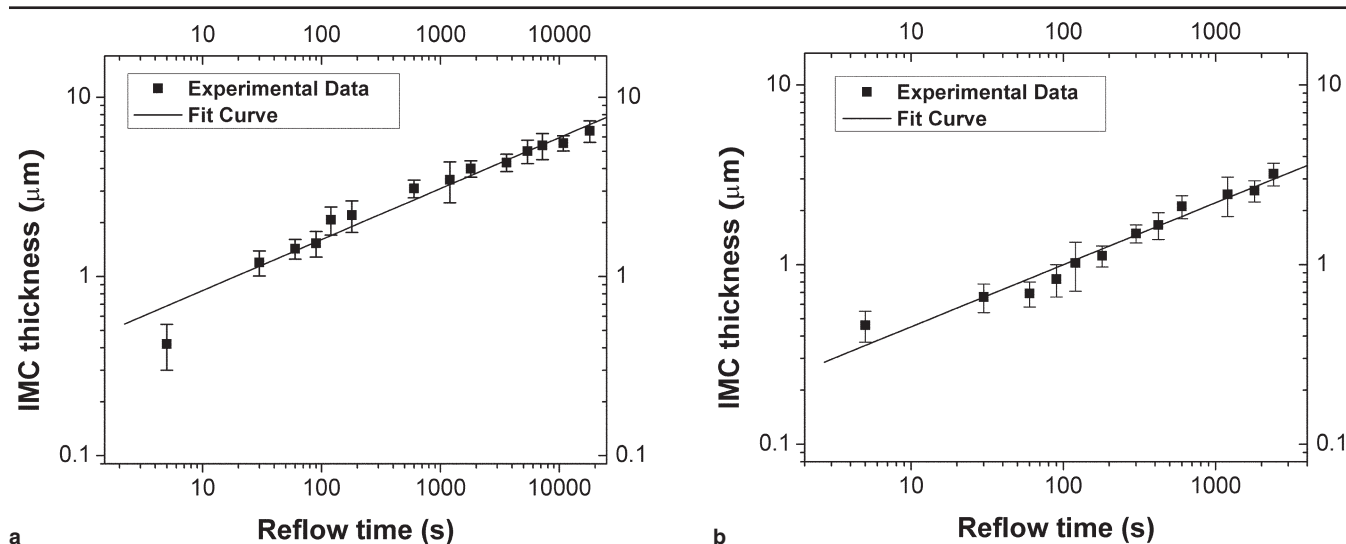 10 100 1000 10000
10
1
0.1
IMC thickness (μm)
Experimental Data
Fit Curve
10
1
0.1
10 100 1000 10000
Reflow time (s)
a
10 100 1000
10
1
0.1
IMC thickness (μm)
Experimental Data
Fit Curve
10
1
0.1
10 100 1000
Reflow time (s)
b